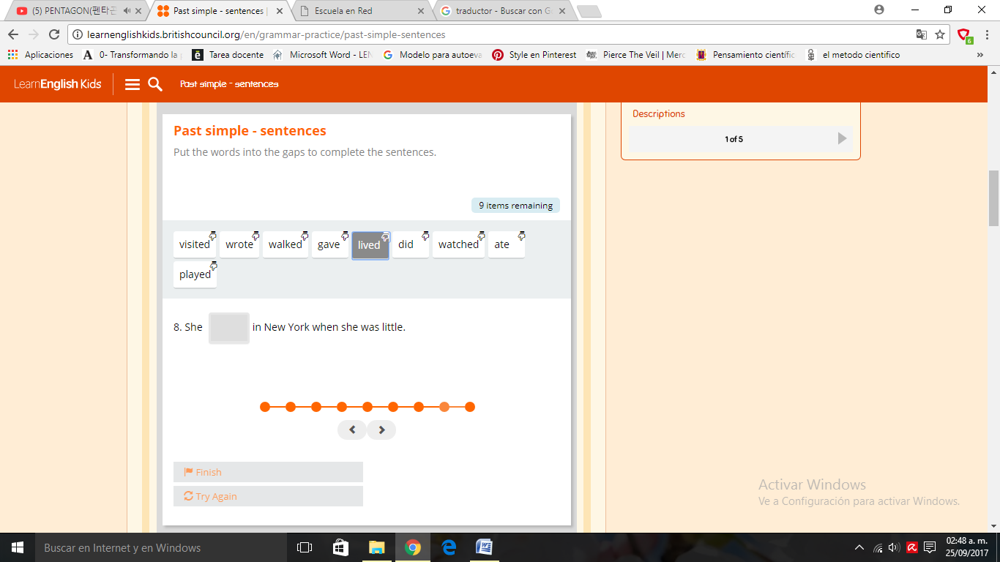 (5) PENTAGON(펜타곤
Past simple - sentences |
Escuela en Red
traductor - Buscar con G
learnenglishkids.britishcouncil.org/en/grammar-practice/past-simple-sentences
6
Aplicaciones
0- Transformando la
Tarea docente
Microsoft Word - LEN
Modelo para autoeva
Style en Pinterest
Pierce The Veil | Merc
Pensamiento científic
el metodo cientifico
»
LearnEnglish Kids
Past simple - sentences
Descriptions
1 of 5
Past simple - sentences
Put the words into the gaps to complete the sentences.
9 items remaining
visited wrote walked gave lived did watched ate
played
8. She in New York when she was little.
Finish
Try Again
Activar Windows
Ve a Configuración para activar Windows.
Buscar en Internet y en Windows
02:48 a. m.
25/09/2017